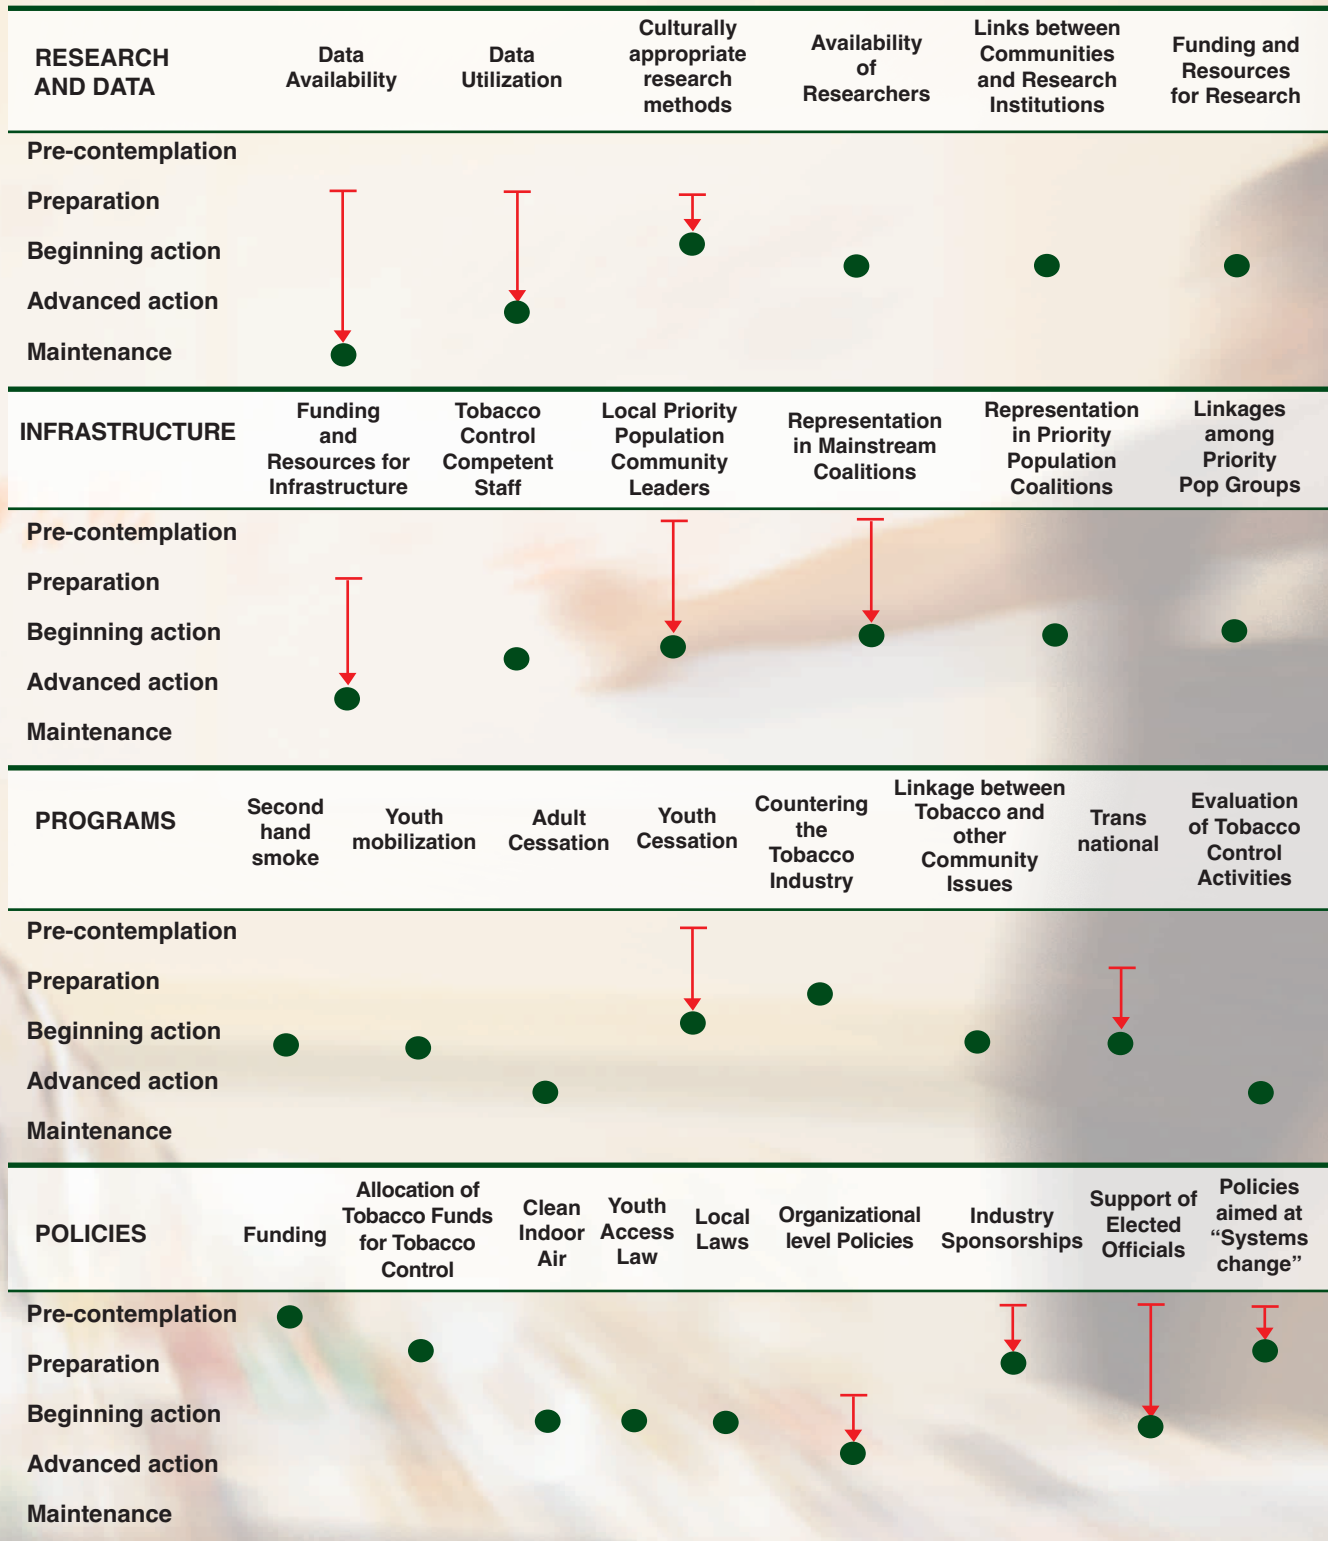 RESEARCH
AND DATA
Data
Availability
Data
Utilization
Culturally
appropriate
research
methods
Availability
of
Researchers
Links between
Communities
and Research
Institutions
Funding and
Resources
for Research
Pre-contemplation
Preparation
Beginning action
Advanced action
Maintenance
INFRASTRUCTURE
Funding
and
Resources for
Infrastructure
Tobacco
Control
Competent
Staff
Local Priority
Population
Community
Leaders
Representation
in Mainstream
Coalitions
Representation
in Priority
Population
Coalitions
Linkages
among
Priority
Pop Groups
Pre-contemplation
Preparation
Beginning action
Advanced action
Maintenance
PROGRAMS
Second
hand
smoke
Youth
mobilization
Adult
Cessation
Youth
Cessation
Countering
the
Tobacco
Industry
Linkage between
Tobacco and
other
Community
Issues
Trans
national
Evaluation
of Tobacco
Control
Activities
Pre-contemplation
Preparation
Beginning action
Advanced action
Maintenance
POLICIES
Funding
Allocation of
Tobacco Funds
for Tobacco
Control
Clean
Indoor
Air
Youth
Access
Law
Local
Laws
Organizational
level Policies
Industry
Sponsorships
Support of
Elected
Officials
Policies
aimed at
“Systems
change”
Pre-contemplation
Preparation
Beginning action
Advanced action
Maintenance